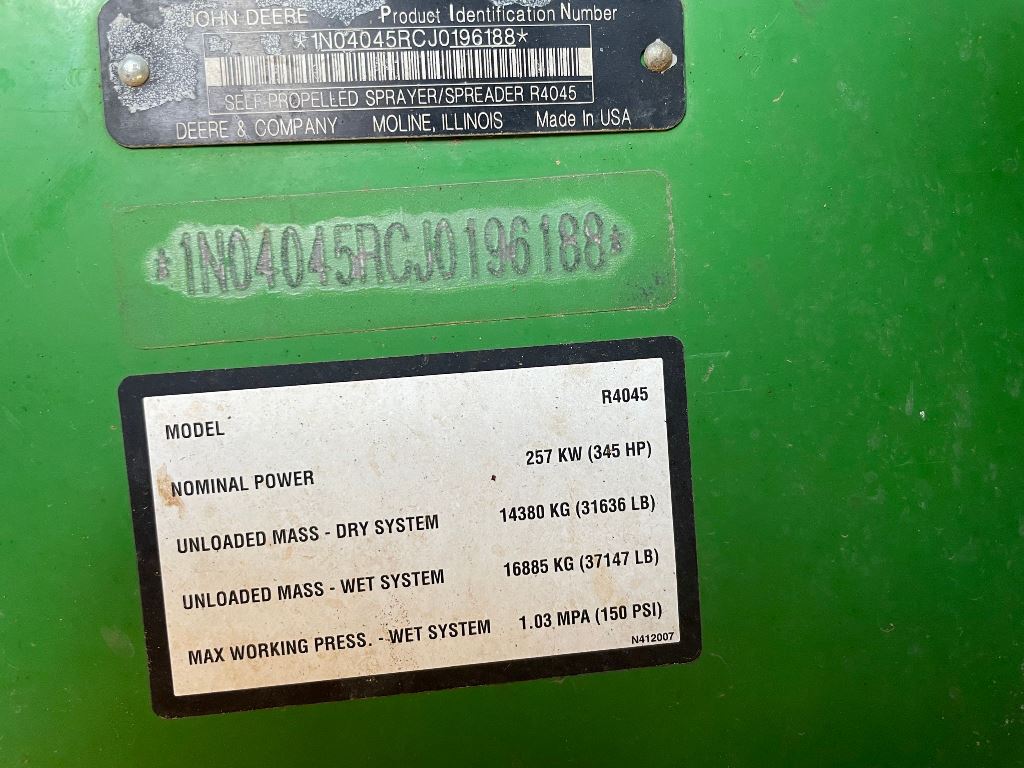 JOHN DEERE Product Identification Number
*1N04045RCJ0196188*
SELF-PROPELLED SPRAYER/SPREADER R4045
DEERE & COMPANY MOLINE, ILLINOIS Made In USA
*1N04045RCJ0196188*
MODEL R4045
NOMINAL POWER 257 KW (345 HP)
UNLOADED MASS - DRY SYSTEM 14380 KG (31636 LB)
UNLOADED MASS - WET SYSTEM 16885 KG (37147 LB)
MAX WORKING PRESS. - WET SYSTEM 1.03 MPA (150 PSI)
N412007